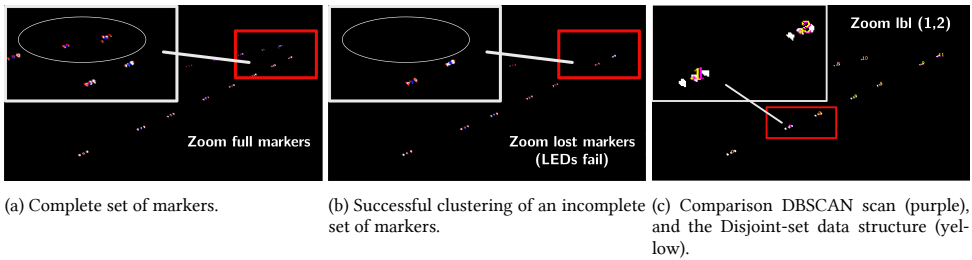 Zoom full markers
Zoom lost markers
(LEDs fail)
Zoom lbl (1,2)
(a) Complete set of markers.
(b) Successful clustering of an incomplete
set of markers.
(c) Comparison DBSCAN scan (purple),
and the Disjoint-set data structure (yel-
low).